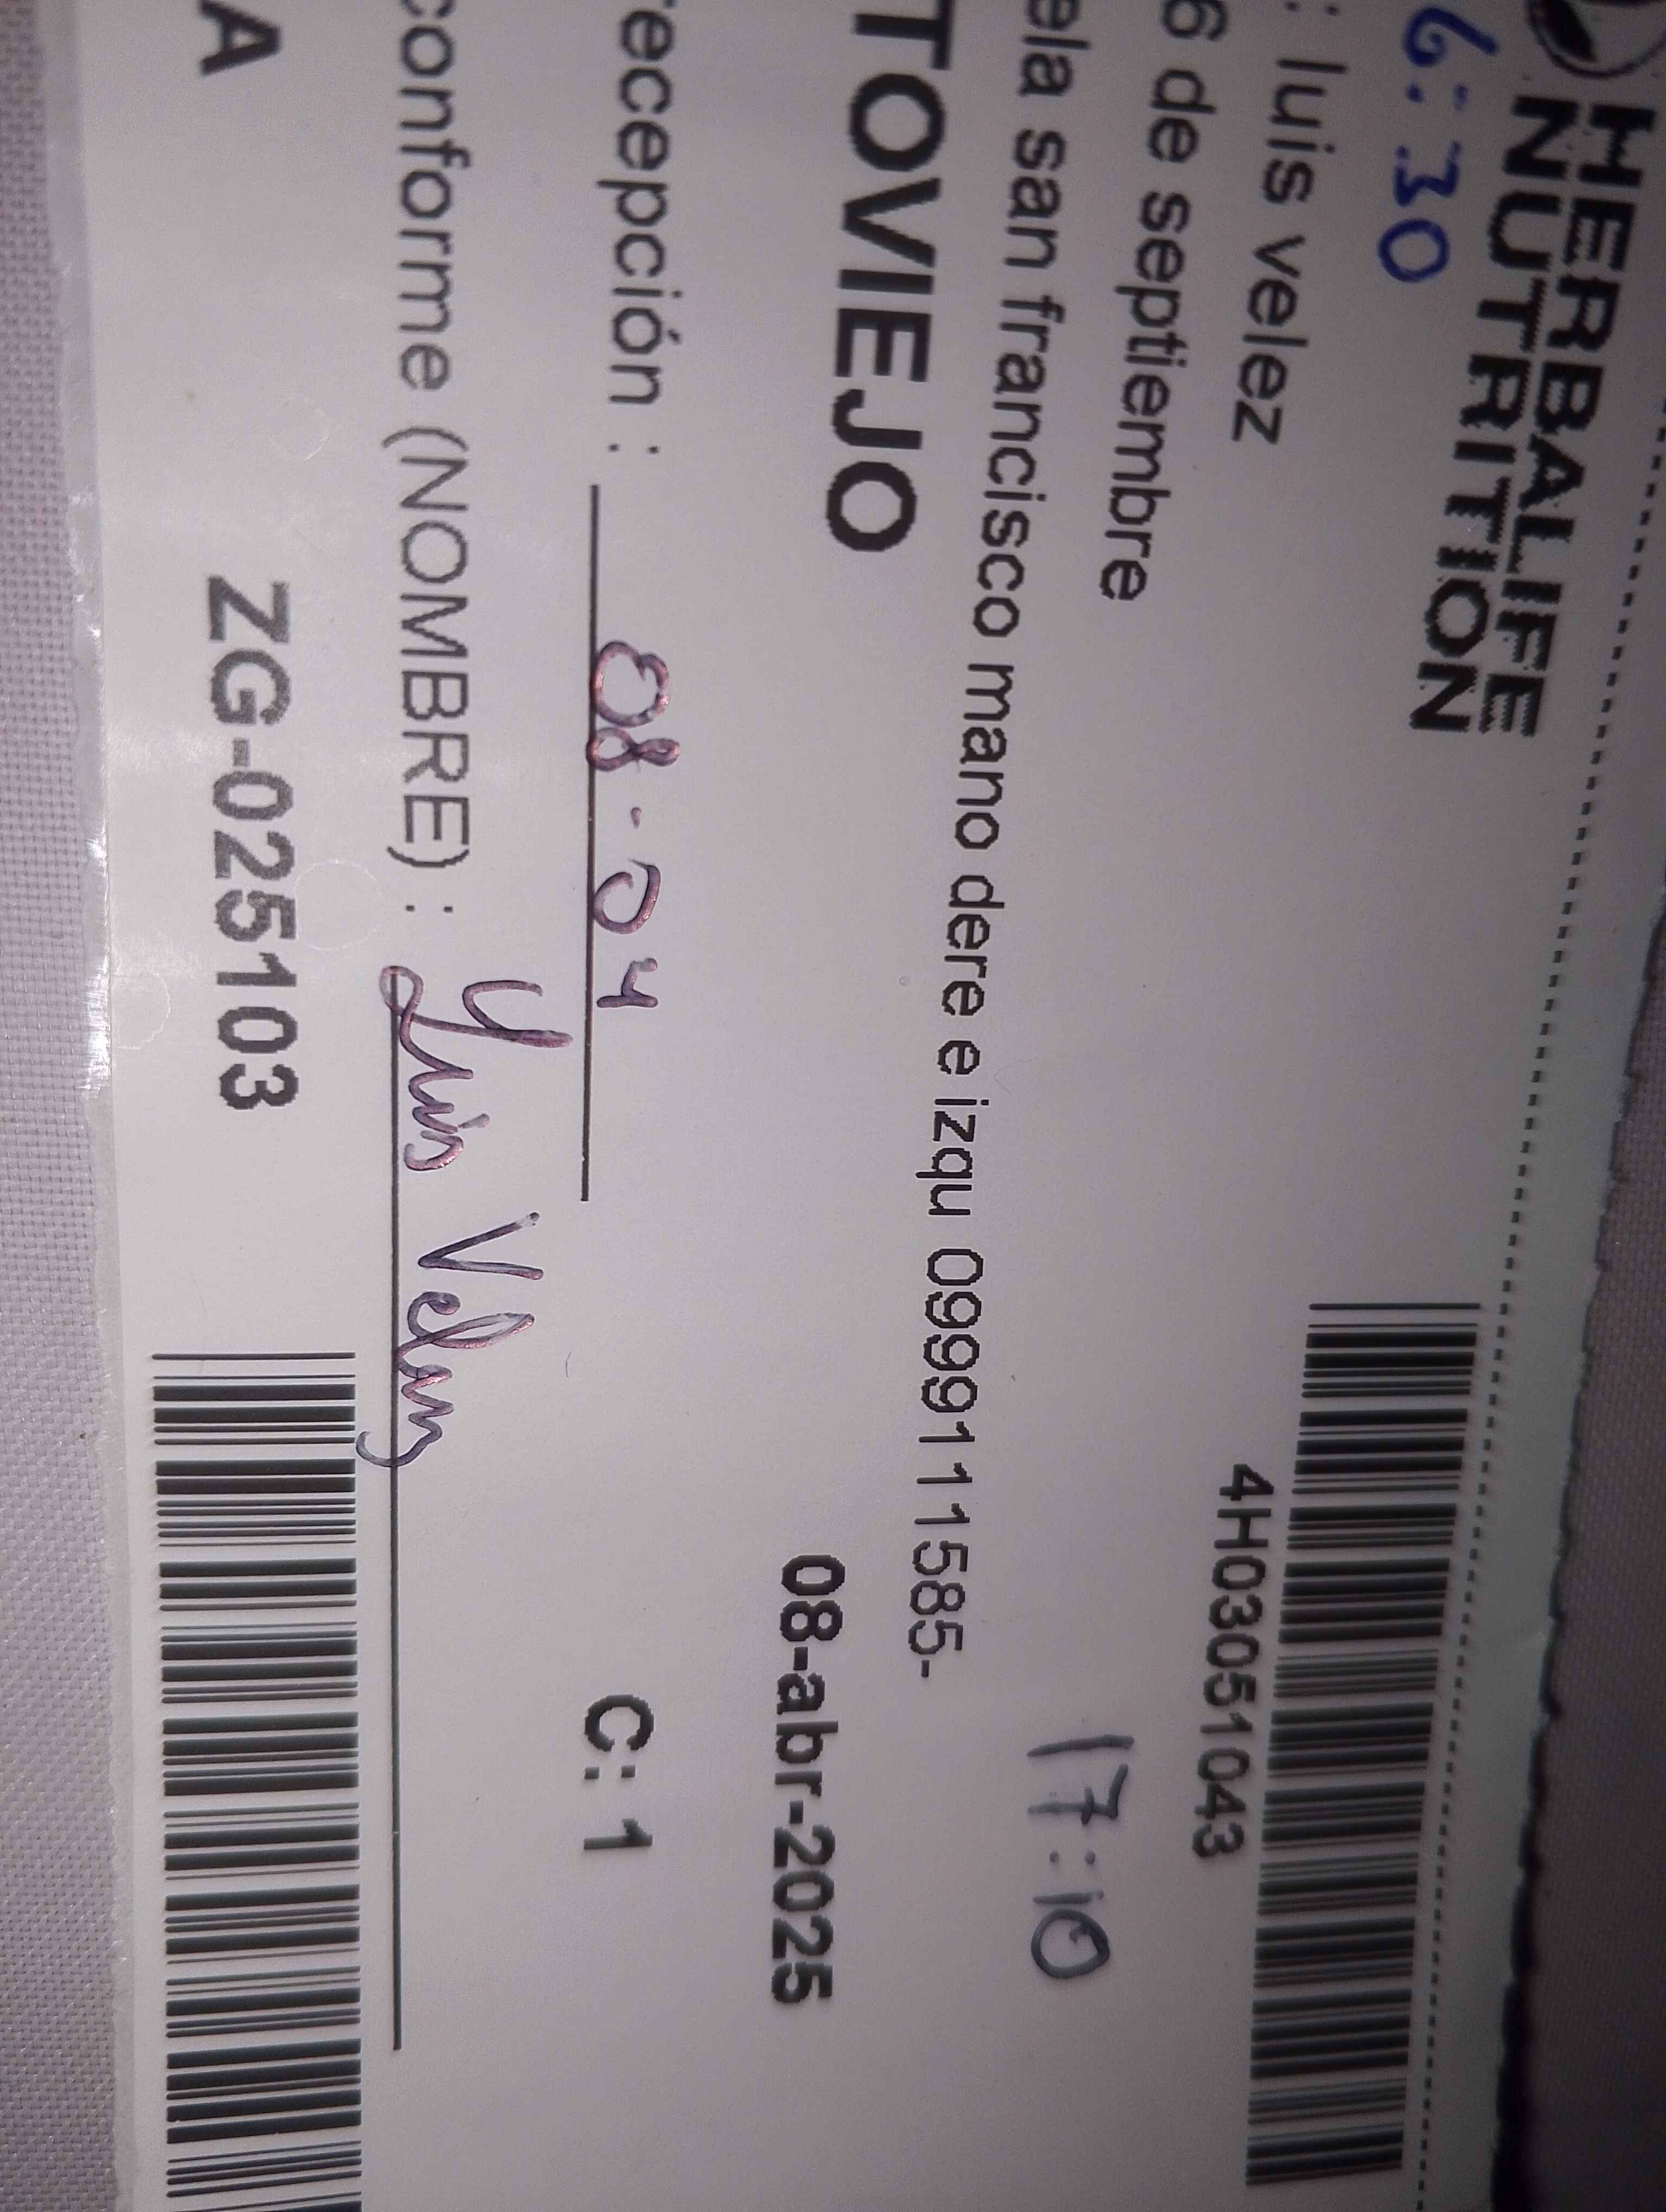 HERBALIFE
NUTRITION
6:30
4H03051043
: luis velez
6 de septiembre
17:10
ela san francisco mano dere e izqu 0999111585-
TOVIEJO
08-abr-2025
recepción : 08-04
C: 1
conforme (NOMBRE) : Luis Velez
A ZG-025103